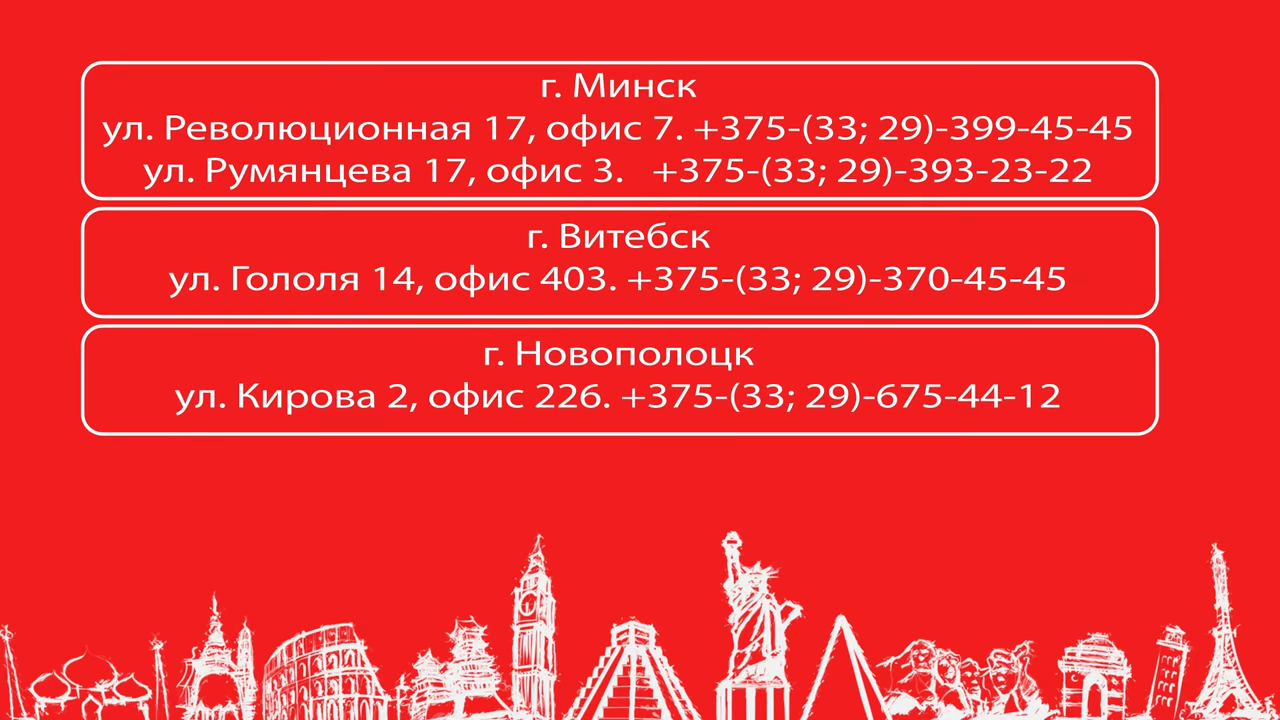 г. Минск
ул. Революционная 17, офис 7. +375-(33; 29)-399-45-45
ул. Румянцева 17, офис 3. +375-(33; 29)-393-23-22
г. Витебск
ул. Гололя 14, офис 403. +375-(33; 29)-370-45-45
г. Новополоцк
ул. Кирова 2, офис 226. +375-(33; 29)-675-44-12